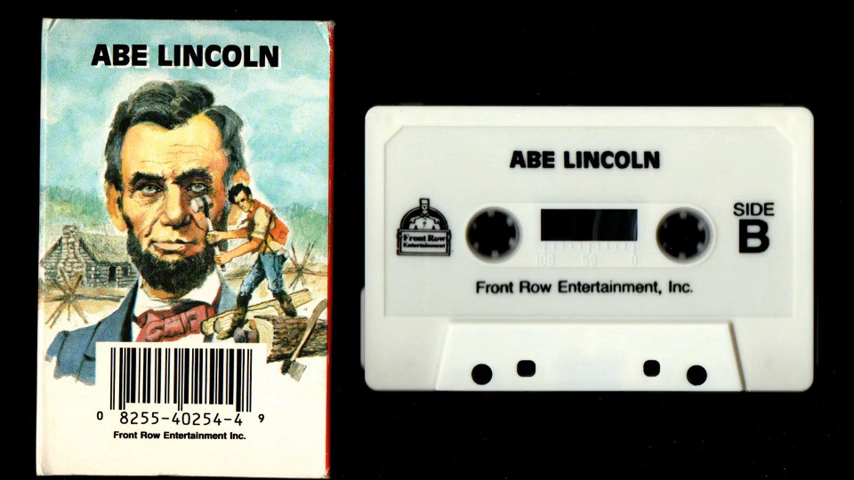 ABE LINCOLN
0 8255-40254-4 9
Front Row Entertainment Inc.
ABE LINCOLN
Front Row
Entertainment
SIDE
B
100 50 0
Front Row Entertainment, Inc.